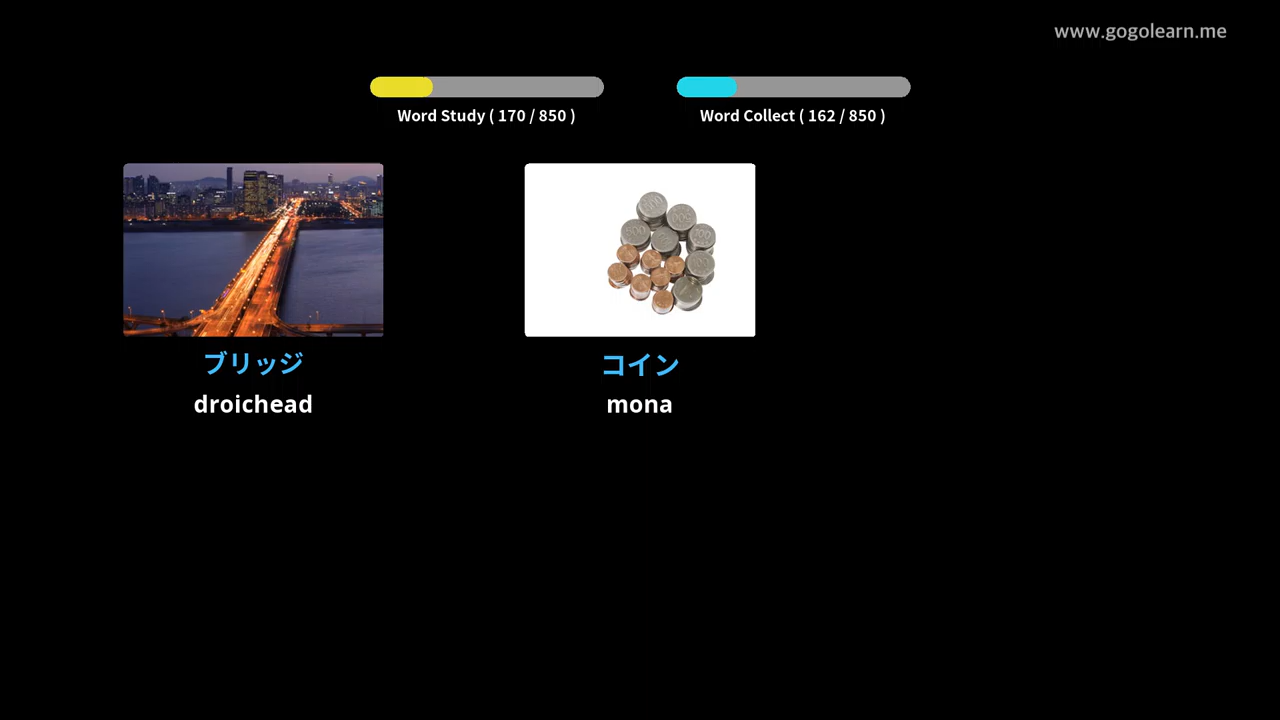 www.gogolearn.me
Word Study ( 170 / 850 )
Word Collect ( 162 / 850 )
ブリッジ
droichead
コイン
mona